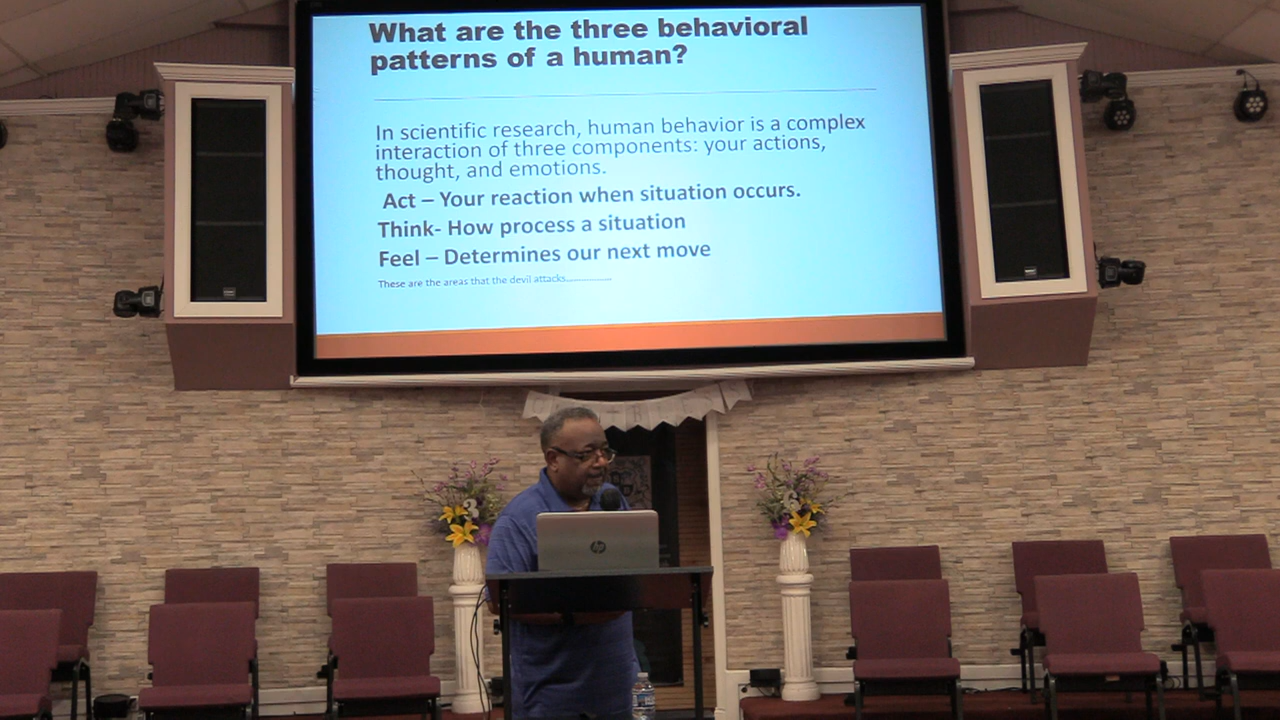 What are the three behavioral
patterns of a human?
In scientific research, human behavior is a complex
interaction of three components: your actions,
thought, and emotions.
Act – Your reaction when situation occurs.
Think- How process a situation
Feel – Determines our next move
These are the areas that the devil attacks................
hp